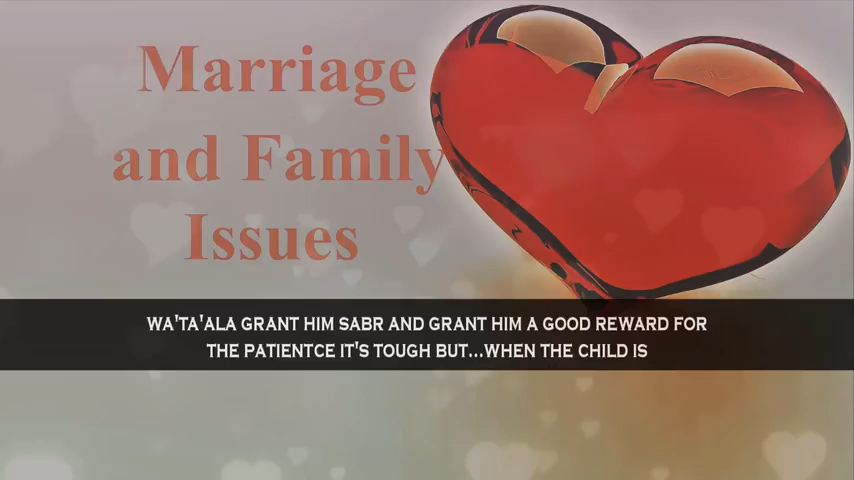 Marriage
and Family
Issues
WA'TA'ALA GRANT HIM SABR AND GRANT HIM A GOOD REWARD FOR
THE PATIENTCE IT'S TOUGH BUT...WHEN THE CHILD IS